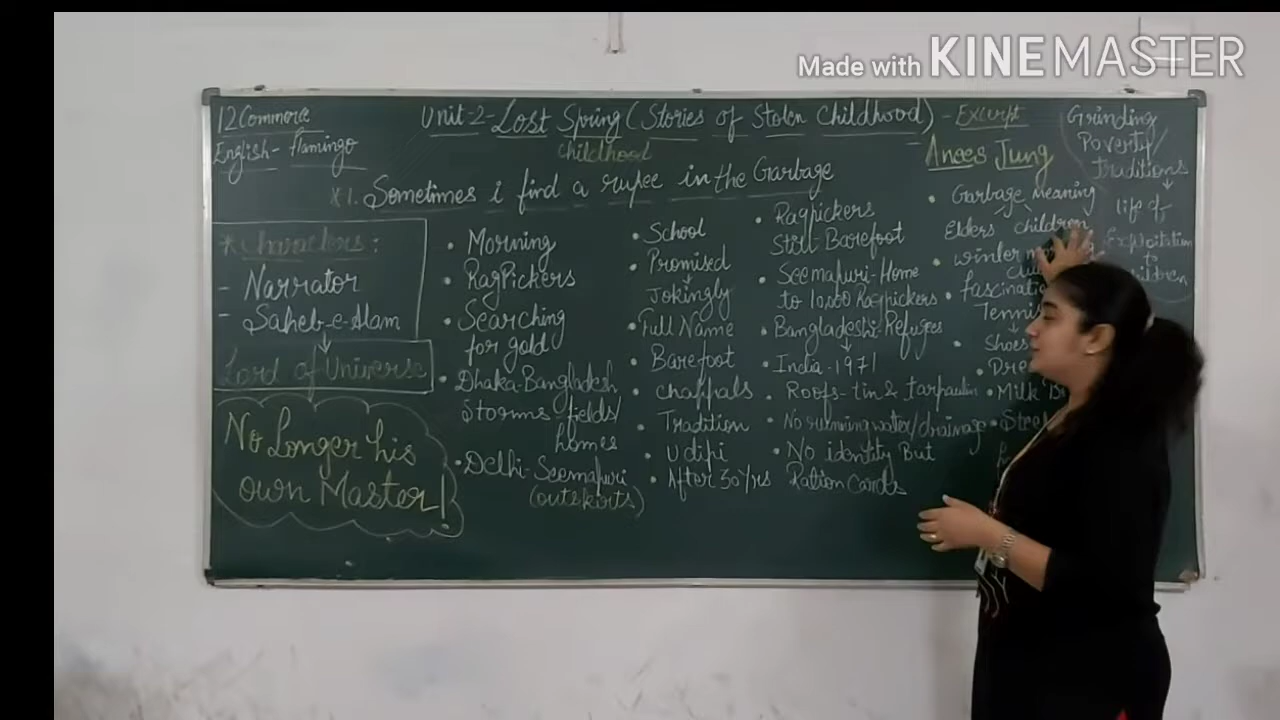 Made with KINEMASTER
12 Commerce
English - flamingo
Unit-2-Lost Spring (Stories of Stolen Childhood) - Excerpt
childhood
Anees Jung
*1. Sometimes i find a rupee in the Garbage
* Characters :
- Narrator
- Saheb-e-Alam
Lord of Universe
No Longer his
own Master!
• Morning
• RagPickers
• Searching
for gold
• Dhaka-Bangladesh
Storms-fields/
homes
• Delhi-Seemapuri
(outskirts)
• School
• Promised
Jokingly
• Full Name
• Barefoot
• chappals
• Tradition
• Udipi
• After 30 yrs
• Ragpickers
Still Barefoot
• Seemapuri-Home
to 10,000 Ragpickers
• Bangladeshi-Refugees
• India-1971
• Roofs-tin & tarpaulin
• No running water/drainage
• No identity But
Ration Cards
• Garbage Meaning
Elders children
• winter
• 
Tennis
• Shoes
• Milk
Grinding
Poverty/
traditions
life of
Exploitation
to